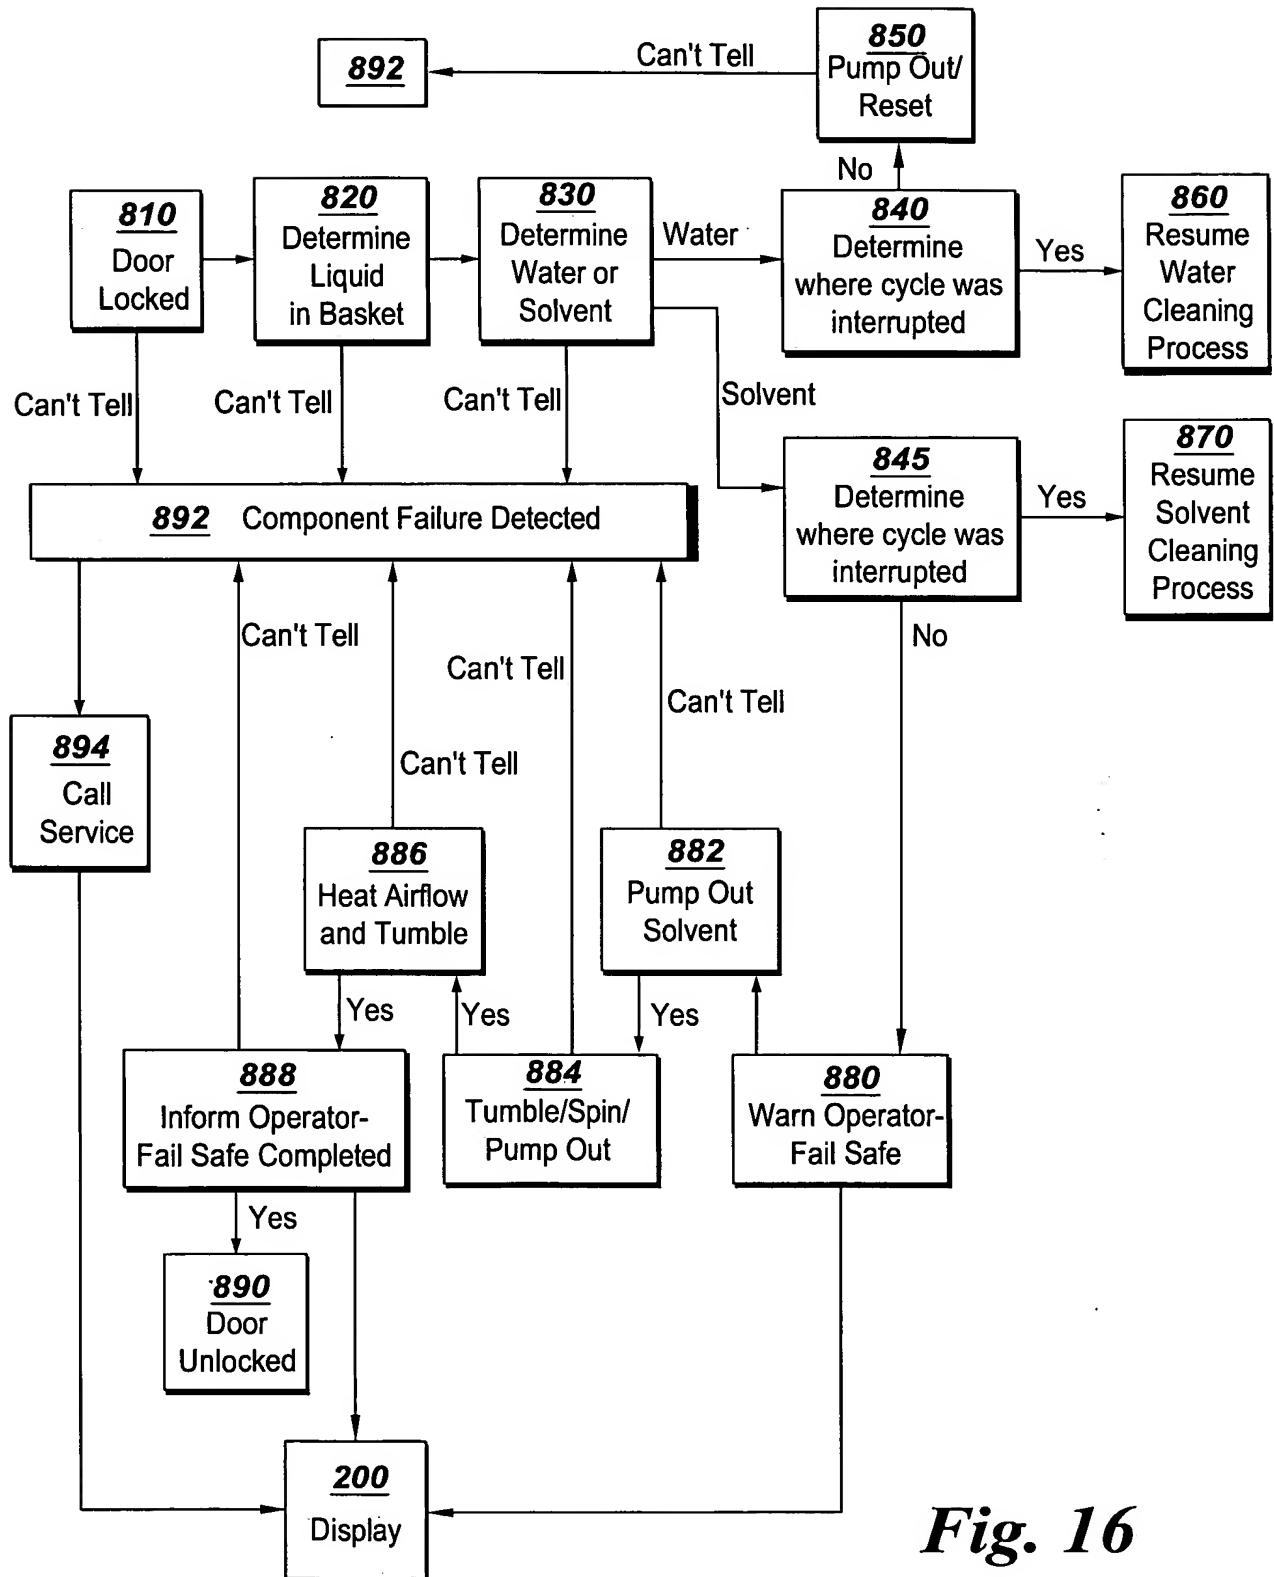 850
Pump Out/
Reset
Can't Tell
892
No
810
Door
Locked
820
Determine
Liquid
in Basket
830
Determine
Water or
Solvent
Water
840
Determine
where cycle was
interrupted
Yes
860
Resume
Water
Cleaning
Process
Can't Tell
Can't Tell
Can't Tell
Solvent
845
Determine
where cycle was
interrupted
Yes
870
Resume
Solvent
Cleaning
Process
892 Component Failure Detected
No
Can't Tell
Can't Tell
Can't Tell
Can't Tell
894
Call
Service
886
Heat Airflow
and Tumble
882
Pump Out
Solvent
Yes
Yes
Yes
888
Inform Operator-
Fail Safe Completed
884
Tumble/Spin/
Pump Out
880
Warn Operator-
Fail Safe
Yes
890
Door
Unlocked
200
Display
Fig. 16